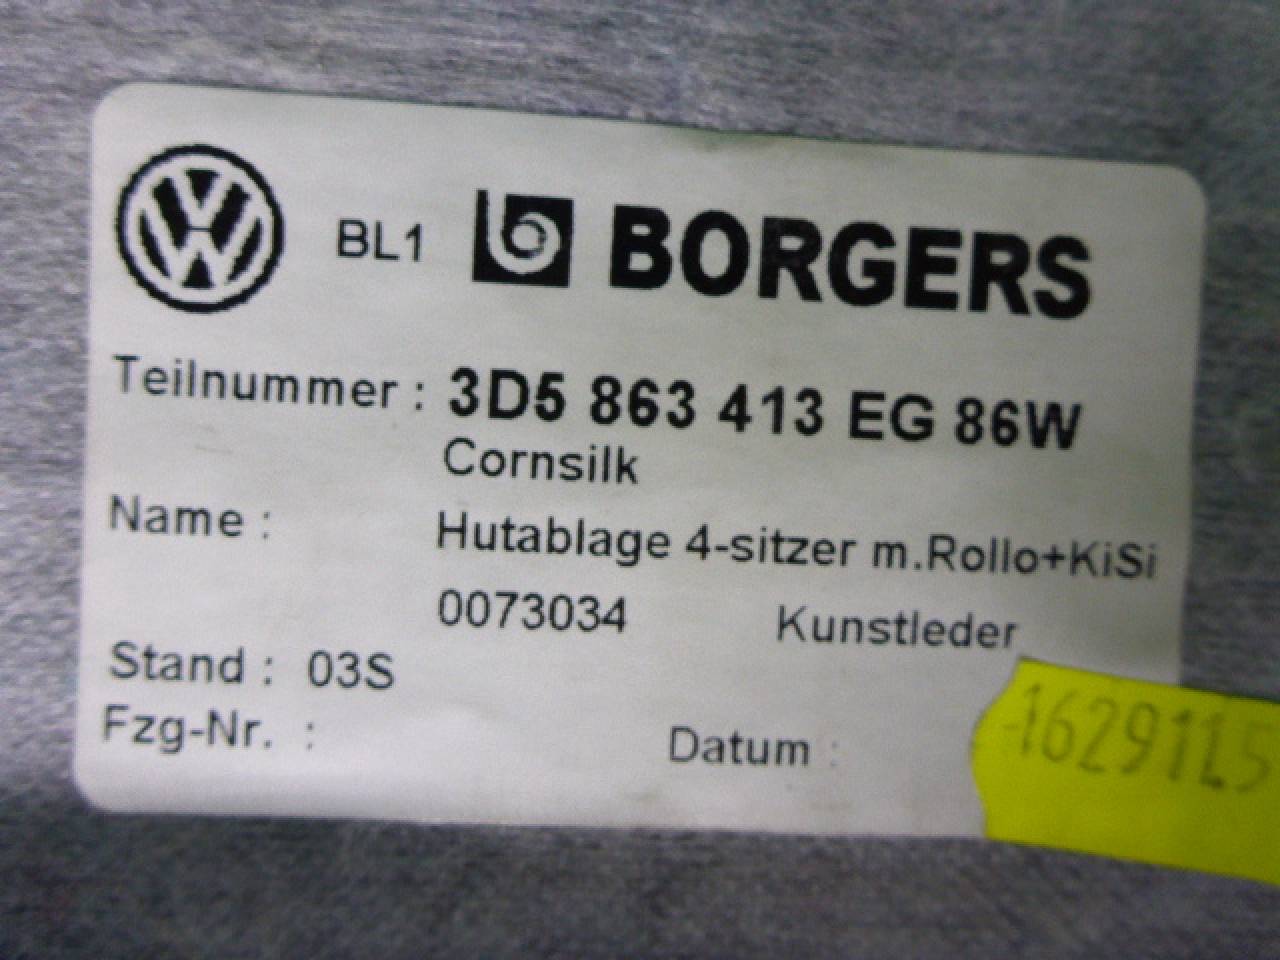 BL1 BORGERS
Teilnummer : 3D5 863 413 EG 86W
Cornsilk
Name : Hutablage 4-sitzer m.Rollo+KiSi
0073034 Kunstleder
Stand : 03S
Fzg-Nr. : Datum :
16291L5